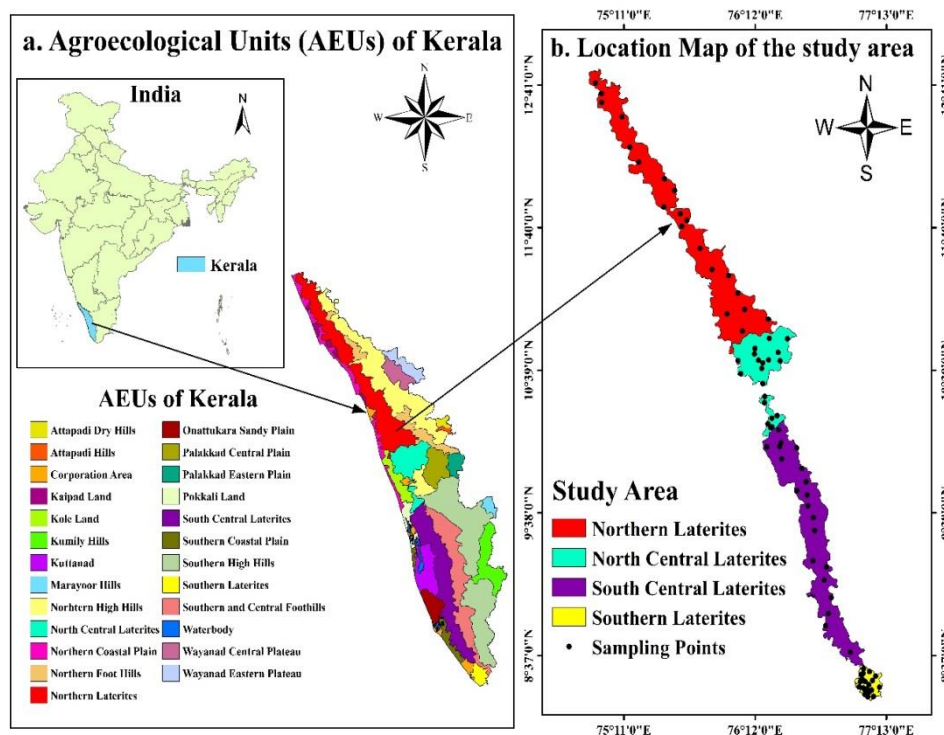 a. Agroecological Units (AEUs) of Kerala
India
N
Kerala
N
W E
S
AEUs of Kerala
Attapadi Dry Hills
Attapadi Hills
Corporation Area
Kaipad Land
Kole Land
Kumily Hills
Kuttanad
Marayoor Hills
Norhtern High Hills
North Central Laterites
Northern Coastal Plain
Northern Foot Hills
Northern Laterites
Onattukara Sandy Plain
Palakkad Central Plain
Palakkad Eastern Plain
Pokkali Land
South Central Laterites
Southern Coastal Plain
Southern High Hills
Southern Laterites
Southern and Central Foothills
Waterbody
Wayanad Central Plateau
Wayanad Eastern Plateau
75°11'0"E 76°12'0"E 77°13'0"E
b. Location Map of the study area
N
W E
S
12°41'0"N
11°40'0"N
10°39'0"N
9°38'0"N
8°37'0"N
Study Area
Northern Laterites
North Central Laterites
South Central Laterites
Southern Laterites
Sampling Points
75°11'0"E 76°12'0"E 77°13'0"E